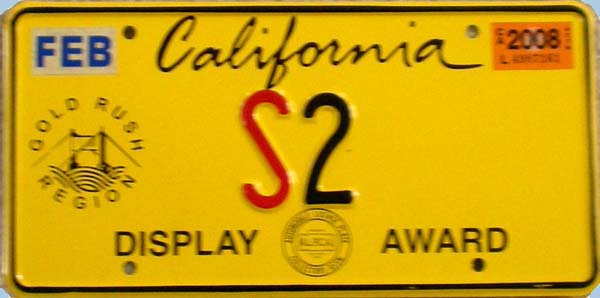 FEB
California
2008
GOLD RUSH
REGION
S2
DISPLAY AWARD